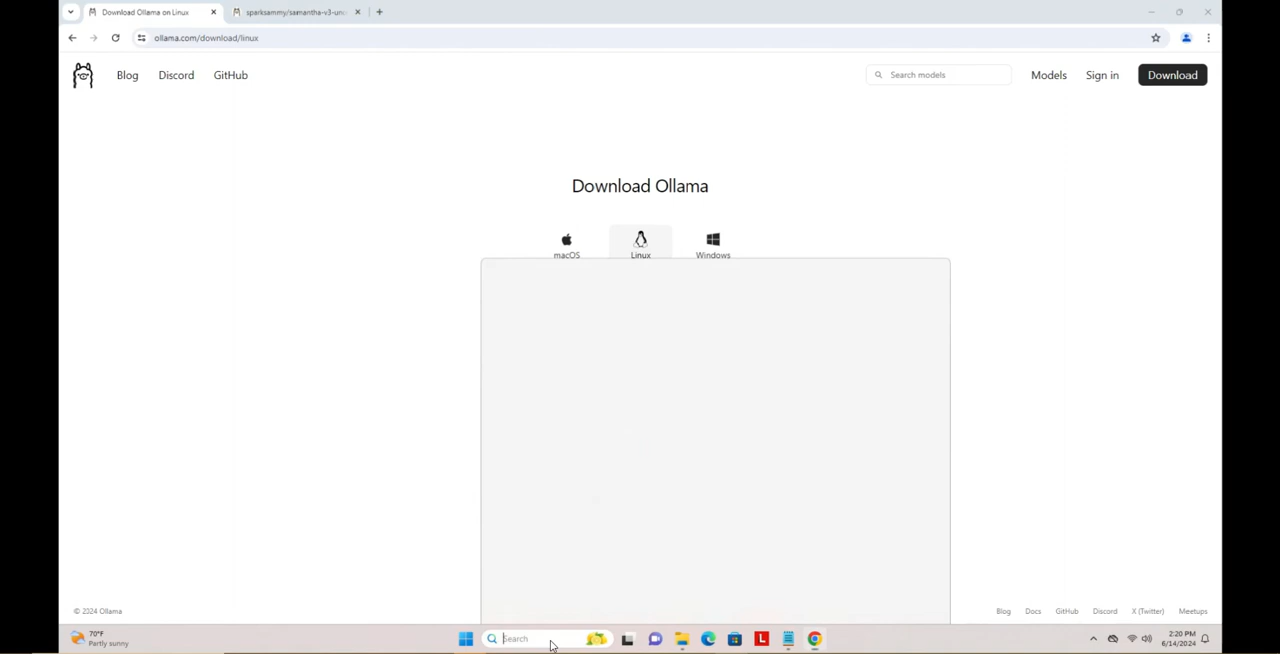 Download Ollama on Linux
sparksammy/samantha-v3-unc
ollama.com/download/linux
Blog Discord GitHub Search models Models Sign in Download
Download Ollama
macOS Linux Windows
© 2024 Ollama Blog Docs GitHub Discord X (Twitter) Meetups
70°F
Partly sunny
Search
2:20 PM
6/14/2024